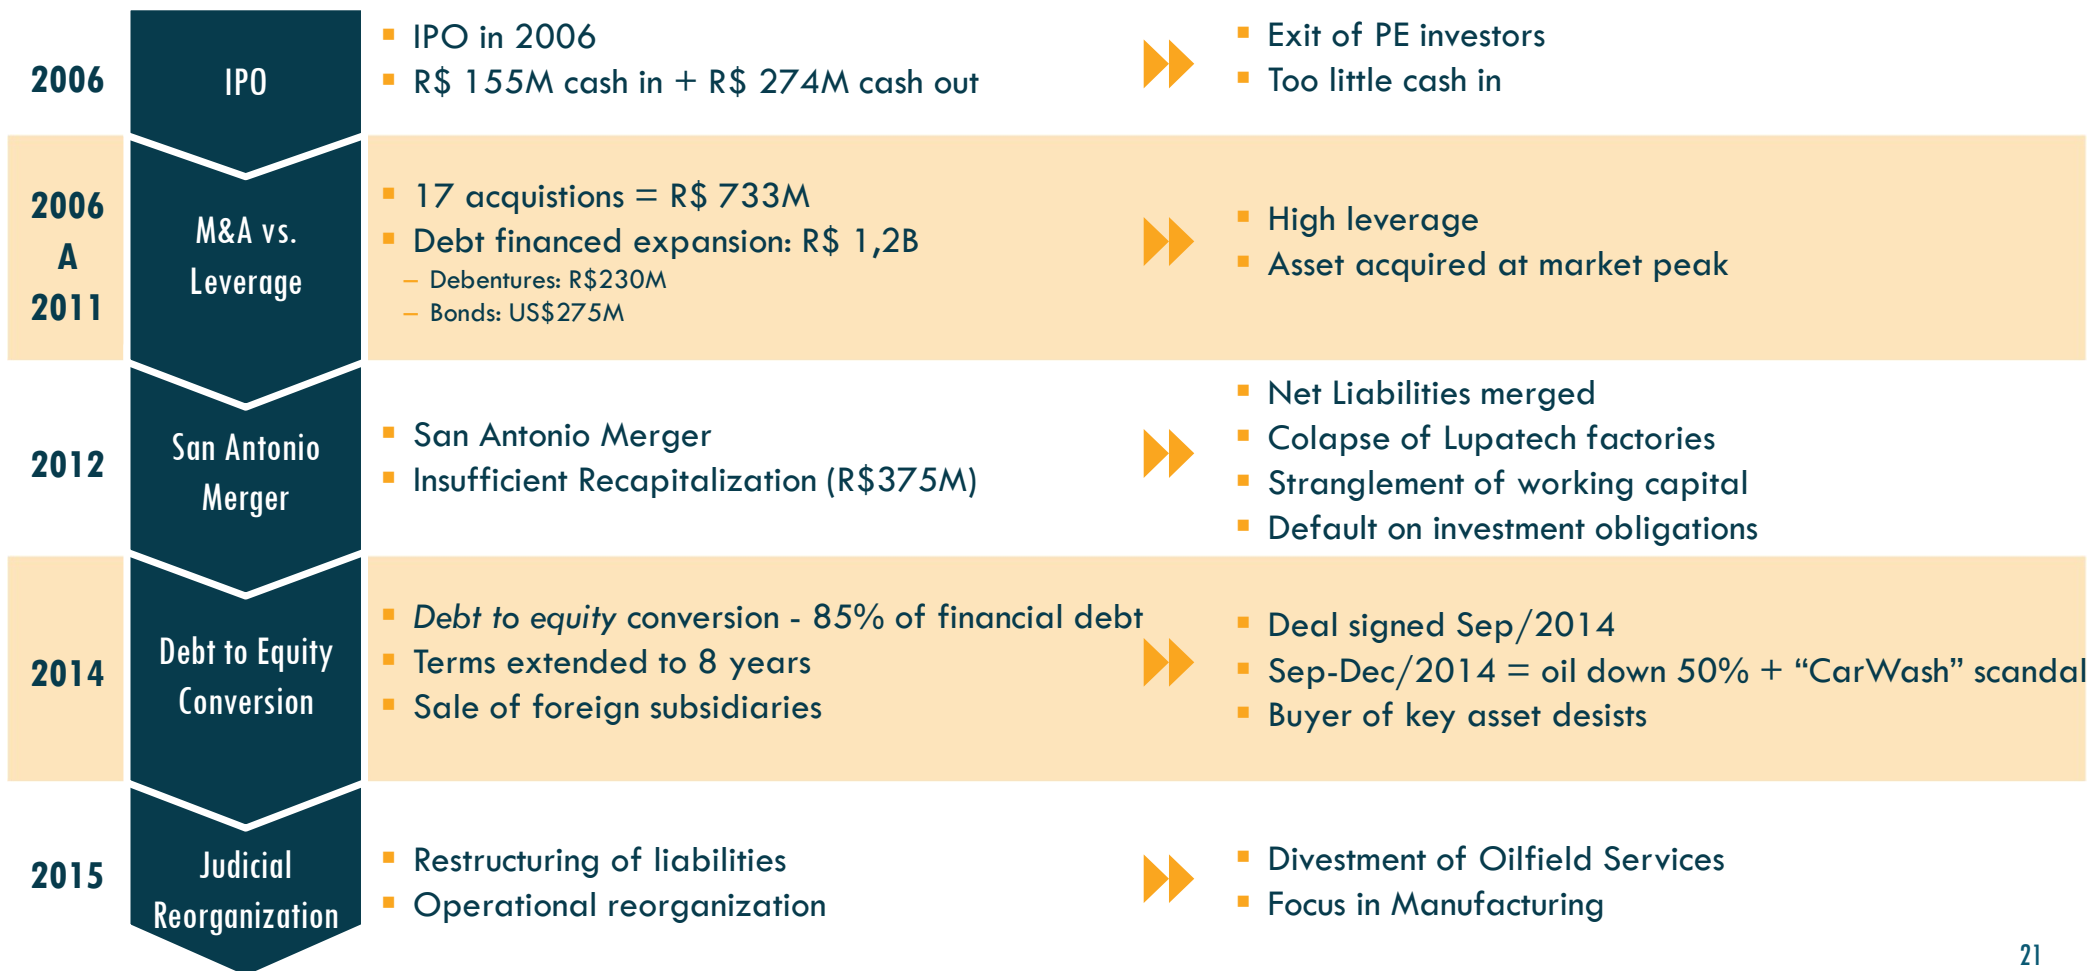 2006
IPO
IPO in 2006
R$ 155M cash in + R$ 274M cash out
Exit of PE investors
Too little cash in
2006
A
2011
M&A vs.
Leverage
17 acquistions = R$ 733M
Debt financed expansion: R$ 1,2B
– Debentures: R$230M
– Bonds: US$275M
High leverage
Asset acquired at market peak
2012
San Antonio
Merger
San Antonio Merger
Insufficient Recapitalization (R$375M)
Net Liabilities merged
Colapse of Lupatech factories
Stranglement of working capital
Default on investment obligations
2014
Debt to Equity
Conversion
Debt to equity conversion - 85% of financial debt
Terms extended to 8 years
Sale of foreign subsidiaries
Deal signed Sep/2014
Sep-Dec/2014 = oil down 50% + “CarWash” scandal
Buyer of key asset desists
2015
Judicial
Reorganization
Restructuring of liabilities
Operational reorganization
Divestment of Oilfield Services
Focus in Manufacturing
21